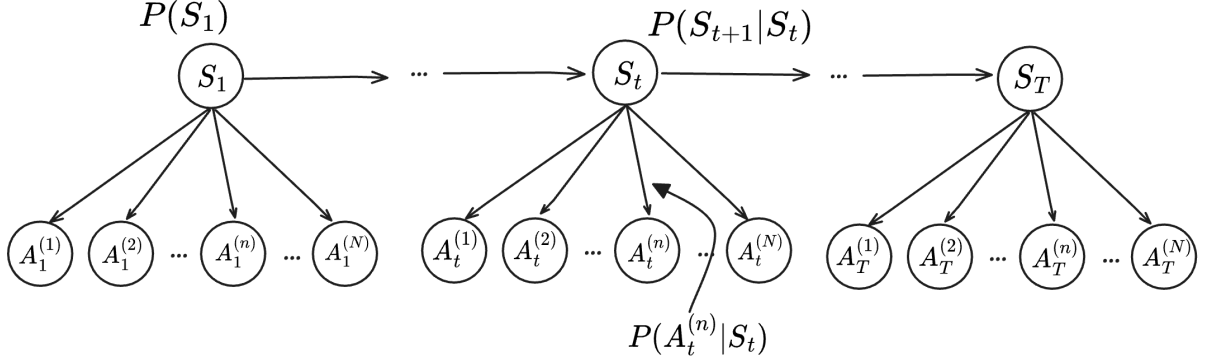 P(S_1) P(S_{t+1}|S_t)
S_1 ... S_t ... S_T
A_1^{(1)} A_1^{(2)} ... A_1^{(n)} ... A_1^{(N)} A_t^{(1)} A_t^{(2)} ... A_t^{(n)} ... A_t^{(N)} A_T^{(1)} A_T^{(2)} ... A_T^{(n)} ... A_T^{(N)}
P(A_t^{(n)}|S_t)